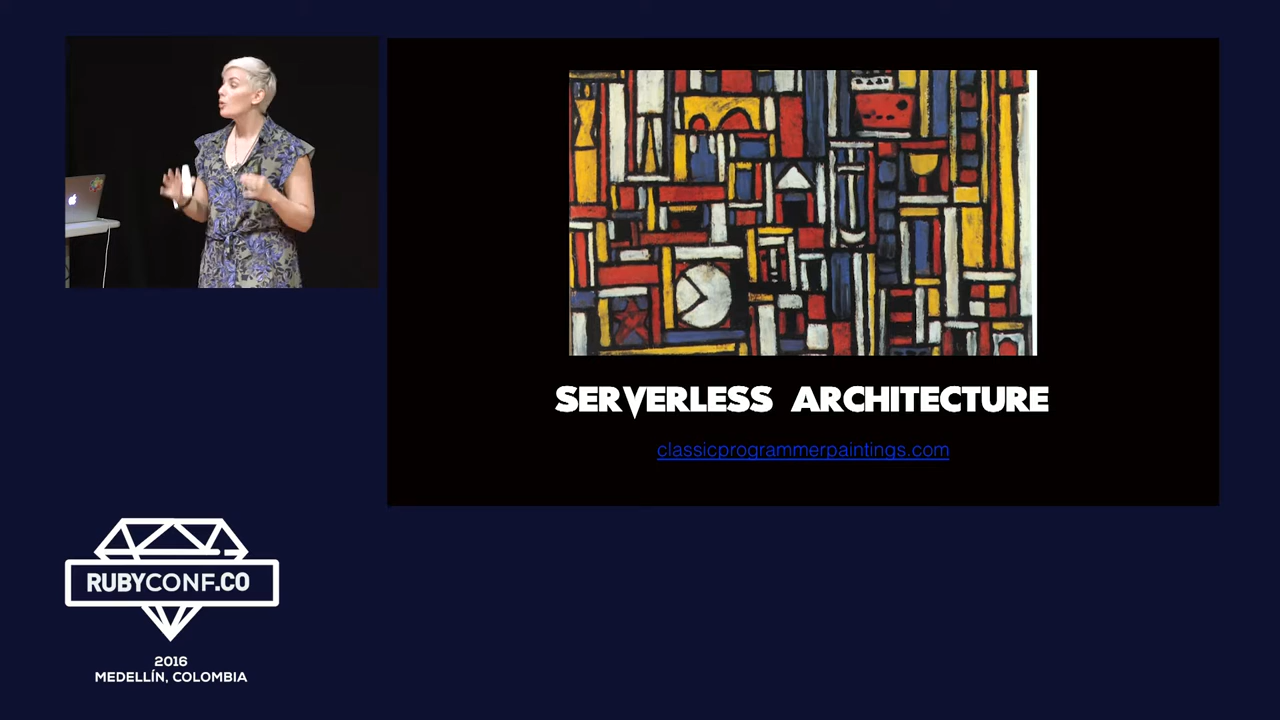 SERVERLESS ARCHITECTURE
classicprogrammerpaintings.com
RUBYCONF.CO
2016
MEDELLÍN, COLOMBIA